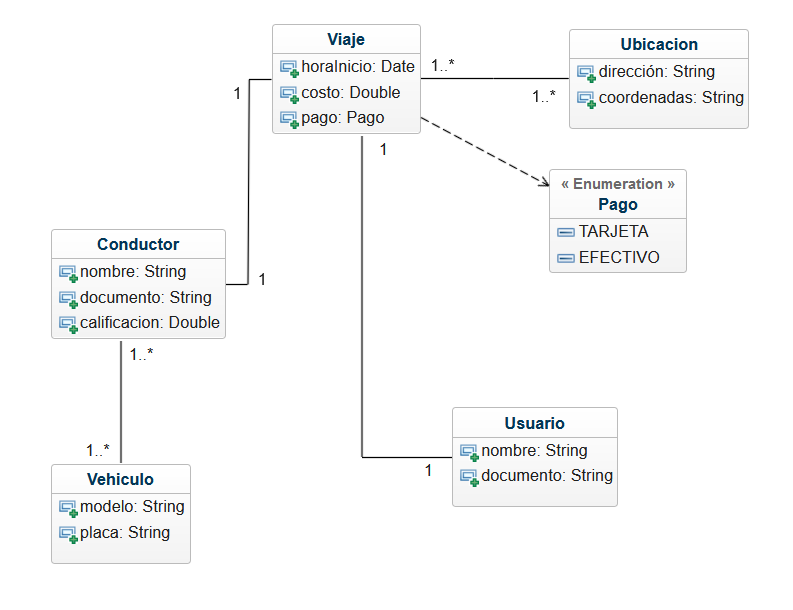 Viaje
horaInicio: Date
costo: Double
pago: Pago
1..*
1..*
Ubicacion
dirección: String
coordenadas: String
1
1
1
1
« Enumeration »
Pago
TARJETA
EFECTIVO
Conductor
nombre: String
documento: String
calificacion: Double
1..*
1..*
Vehiculo
modelo: String
placa: String
Usuario
nombre: String
documento: String